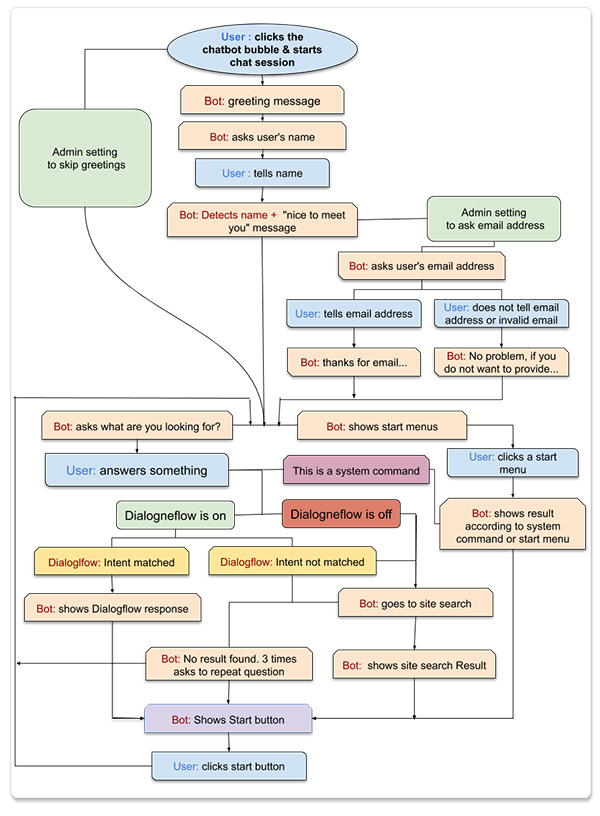 User : clicks the
chatbot bubble & starts
chat session
Bot: greeting message
Bot: asks user's name
Admin setting
to skip greetings
User : tells name
Bot: Detects name + "nice to meet
you" message
Admin setting
to ask email address
Bot: asks user's email address
User: tells email address
User: does not tell email
address or invalid email
Bot: thanks for email...
Bot: No problem, if you
do not want to provide...
Bot: asks what are you looking for?
Bot: shows start menus
User: answers something
This is a system command
User: clicks a start
menu
Dialogneflow is on
Dialogneflow is off
Bot: shows result
according to system
command or start menu
Dialoglfow: Intent matched
Dialogflow: Intent not matched
Bot: shows Dialogflow response
Bot: goes to site search
Bot: No result found. 3 times
asks to repeat question
Bot: shows site search Result
Bot: Shows Start button
User: clicks start button